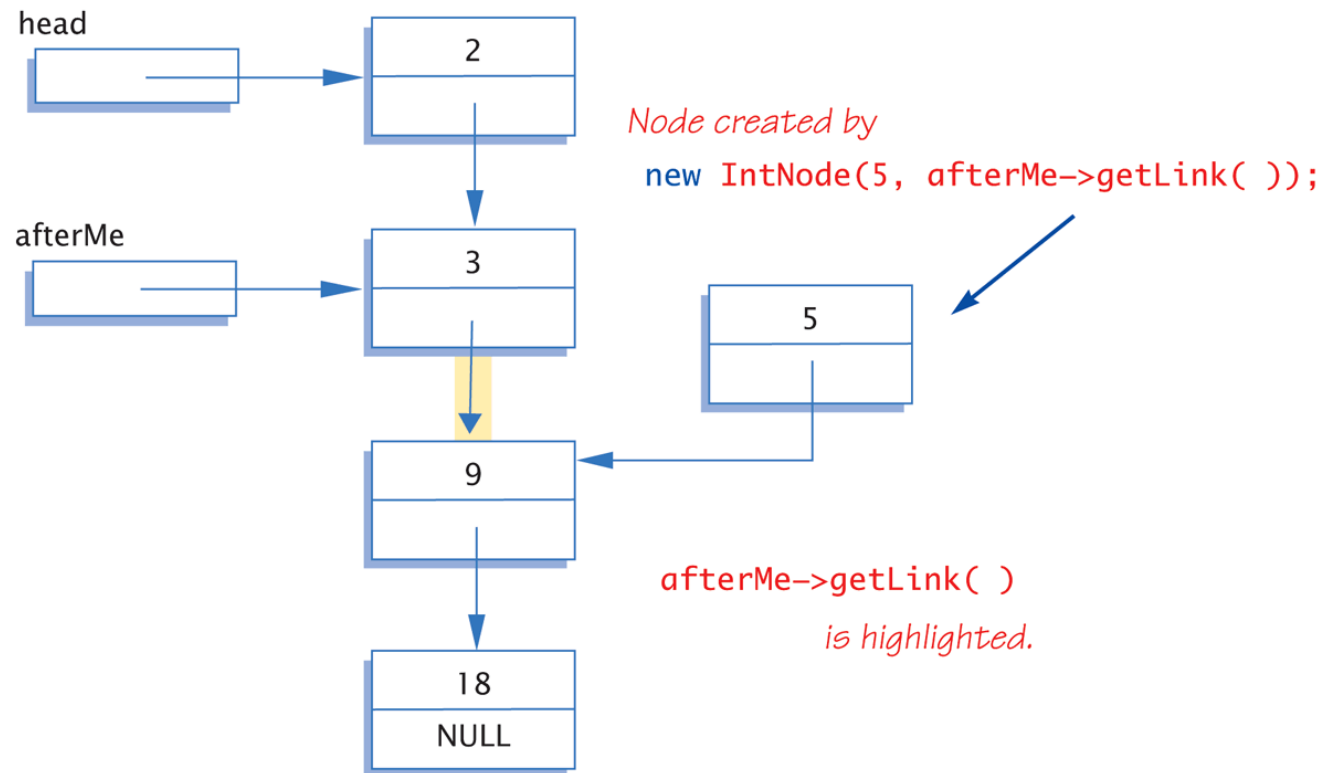 head
2
Node created by
new IntNode(5, afterMe—>getLink( ));
afterMe
3
5
9
afterMe—>getLink( )
is highlighted.
18
NULL